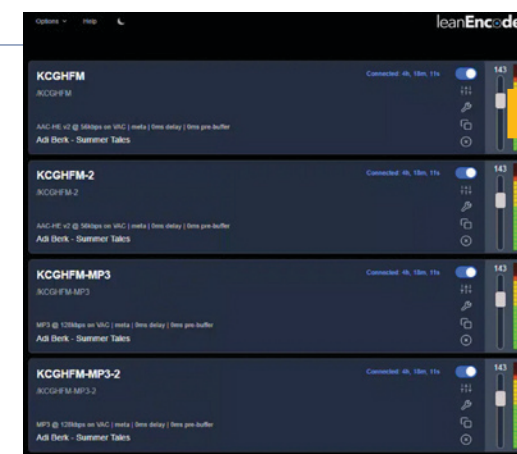 Options Help
leanEncode
KCGHFM
Connected: 4h, 18m, 11s
143
/KCGHFM
AAC-HE v2 @ 56kbps on VAC | meta | 0ms delay | 0ms pre-buffer
Adi Berk - Summer Tales
KCGHFM-2
Connected: 4h, 18m, 11s
143
/KCGHFM-2
AAC-HE v2 @ 56kbps on VAC | meta | 0ms delay | 0ms pre-buffer
Adi Berk - Summer Tales
KCGHFM-MP3
Connected: 4h, 18m, 11s
143
/KCGHFM-MP3
MP3 @ 128kbps on VAC | meta | 0ms delay | 0ms pre-buffer
Adi Berk - Summer Tales
KCGHFM-MP3-2
Connected: 4h, 18m, 11s
143
/KCGHFM-MP3-2
MP3 @ 128kbps on VAC | meta | 0ms delay | 0ms pre-buffer
Adi Berk - Summer Tales